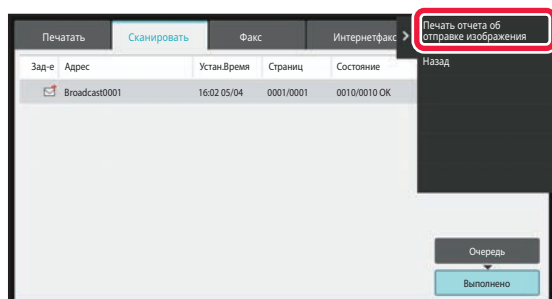 Печатать
Сканировать
Факс
Интернетфакс
Печать отчета об
отправке изображения
Назад
Зад-е Адрес Устан.Время Страниц Состояние
Broadcast0001 16:02 05/04 0001/0001 0010/0010 OK
Очередь
Выполнено